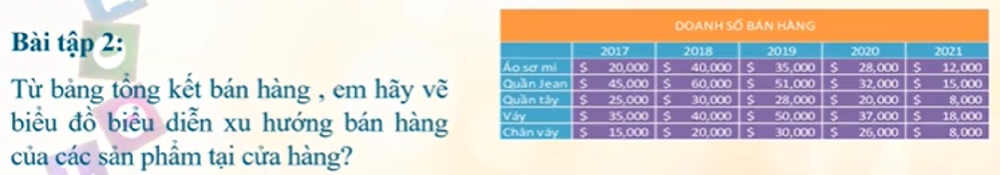 Bài tập 2:
Từ bảng tổng kết bán hàng , em hãy vẽ
biểu đồ biểu diễn xu hướng bán hàng
của các sản phẩm tại cửa hàng?
DOANH SỐ BÁN HÀNG
2017 2018 2019 2020 2021
Áo sơ mi $ 20,000 $ 40,000 $ 35,000 $ 28,000 $ 12,000
Quần Jean $ 45,000 $ 60,000 $ 51,000 $ 32,000 $ 15,000
Quần tây $ 25,000 $ 30,000 $ 28,000 $ 20,000 $ 8,000
Váy $ 35,000 $ 40,000 $ 50,000 $ 37,000 $ 18,000
Chân váy $ 15,000 $ 20,000 $ 30,000 $ 26,000 $ 8,000